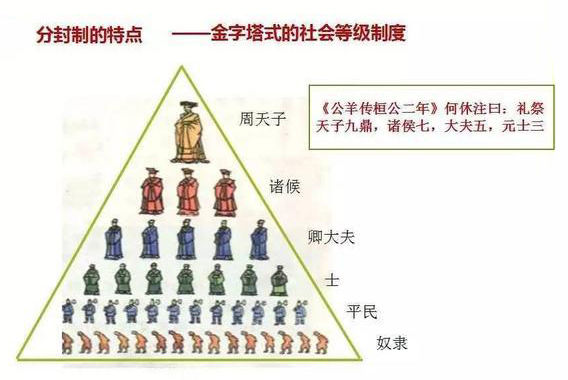 分封制的特点 ——金字塔式的社会等级制度
《公羊传桓公二年》何休注曰：礼祭
天子九鼎，诸侯七，大夫五，元士三
周天子
诸候
卿大夫
士
平民
奴隶